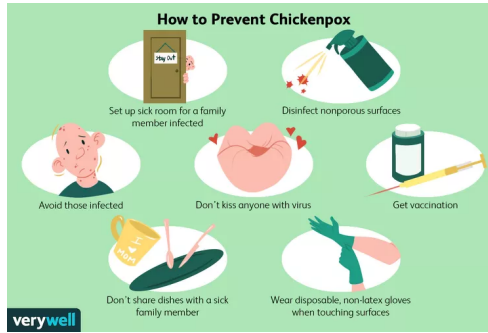 How to Prevent Chickenpox
Stay Out
Set up sick room for a family
member infected
Disinfect nonporous surfaces
Avoid those infected
Don't kiss anyone with virus
Get vaccination
I
MOM
Don't share dishes with a sick
family member
Wear disposable, non-latex gloves
when touching surfaces
verywell